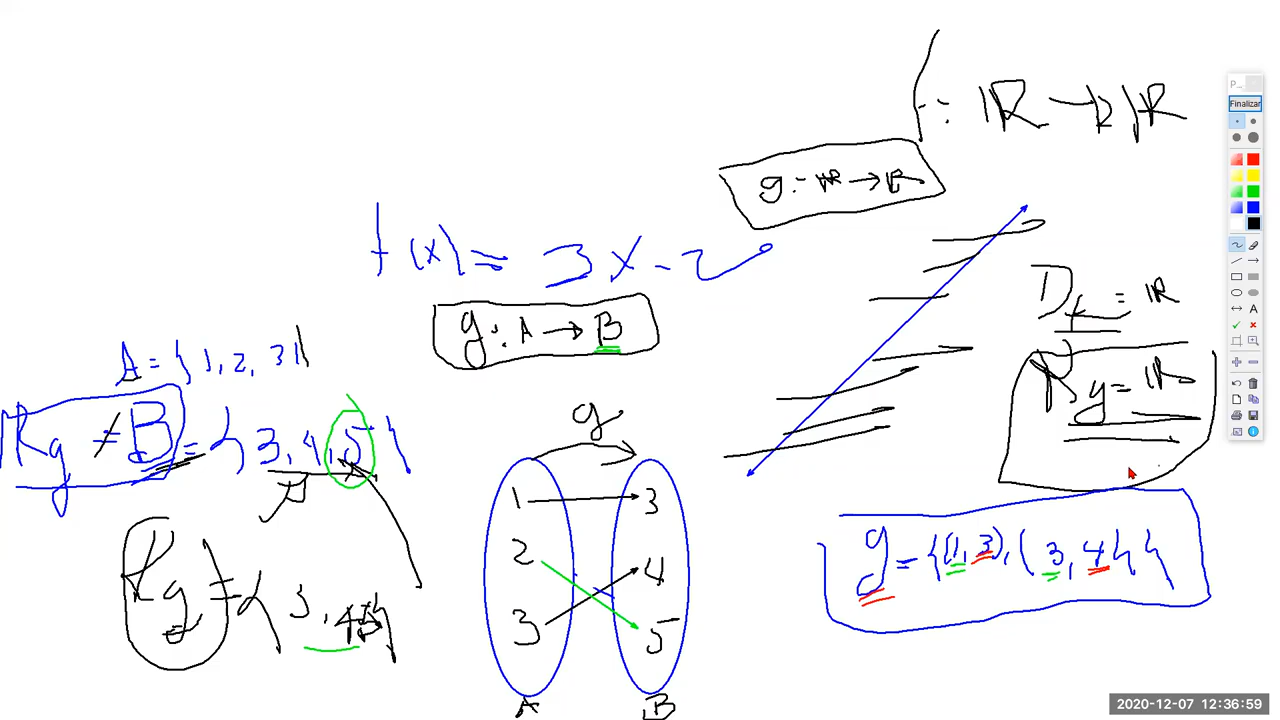 f: ℝ → ℝ
g: ℝ → ℝ
f(x) = 3x - 2
g: A → B
D_f = ℝ
A = {1, 2, 3}
R_g = ℝ
R_g ≠ B = {3, 4, 5}
g
1 3
2 4
3 5
A B
g = {(1, 3), (3, 4}}
R_g = {3, 4
P...
Finalizar
A
2020-12-07 12:36:59